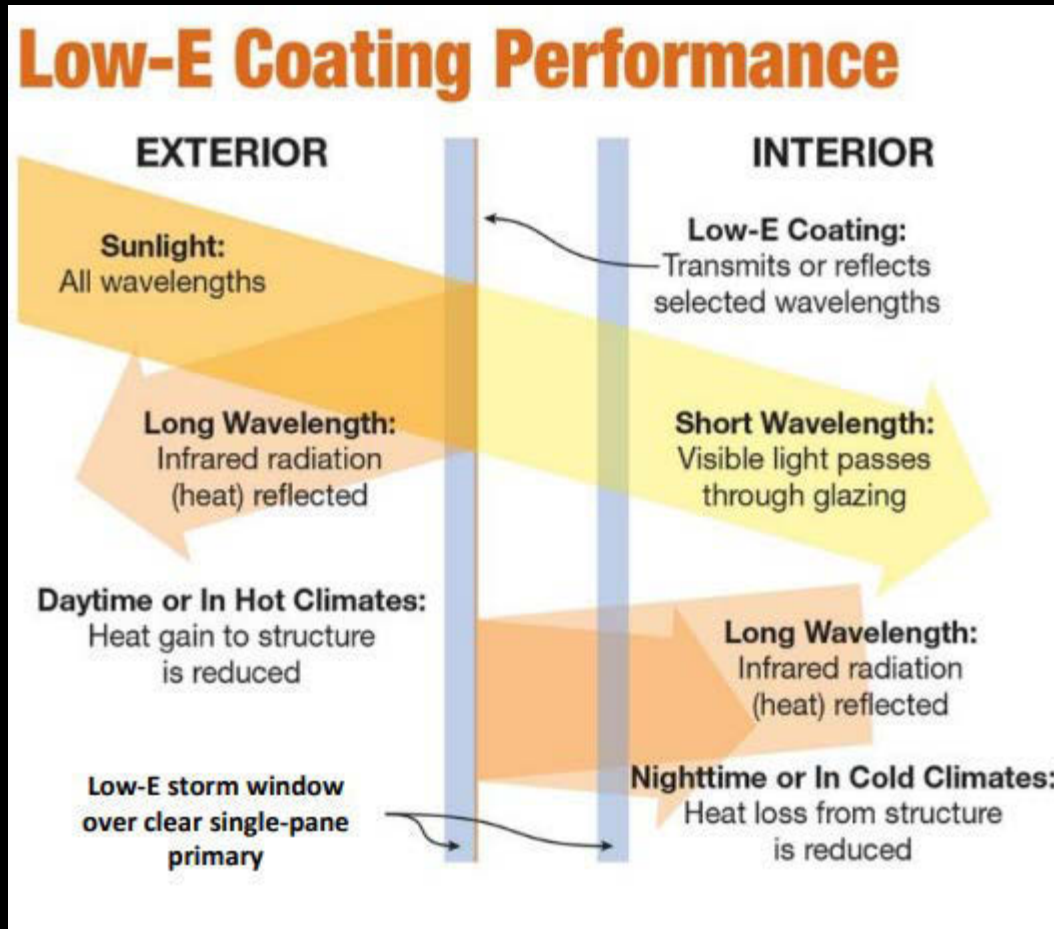 Low-E Coating Performance
EXTERIOR
INTERIOR
Sunlight:
All wavelengths
Low-E Coating:
Transmits or reflects
selected wavelengths
Long Wavelength:
Infrared radiation
(heat) reflected
Short Wavelength:
Visible light passes
through glazing
Daytime or In Hot Climates:
Heat gain to structure
is reduced
Long Wavelength:
Infrared radiation
(heat) reflected
Low-E storm window
over clear single-pane
primary
Nighttime or In Cold Climates:
Heat loss from structure
is reduced